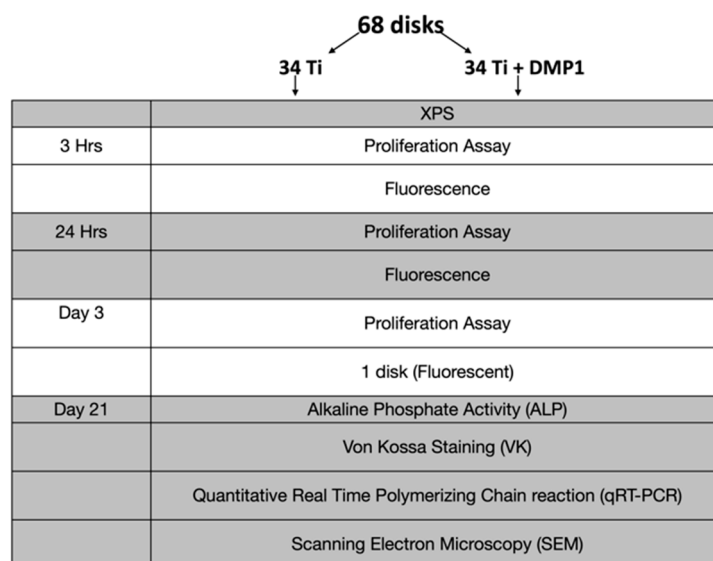 68 disks
34 Ti
34 Ti + DMP1
XPS
3 Hrs
Proliferation Assay
Fluorescence
24 Hrs
Proliferation Assay
Fluorescence
Day 3
Proliferation Assay
1 disk (Fluorescent)
Day 21
Alkaline Phosphate Activity (ALP)
Von Kossa Staining (VK)
Quantitative Real Time Polymerizing Chain reaction (qRT-PCR)
Scanning Electron Microscopy (SEM)